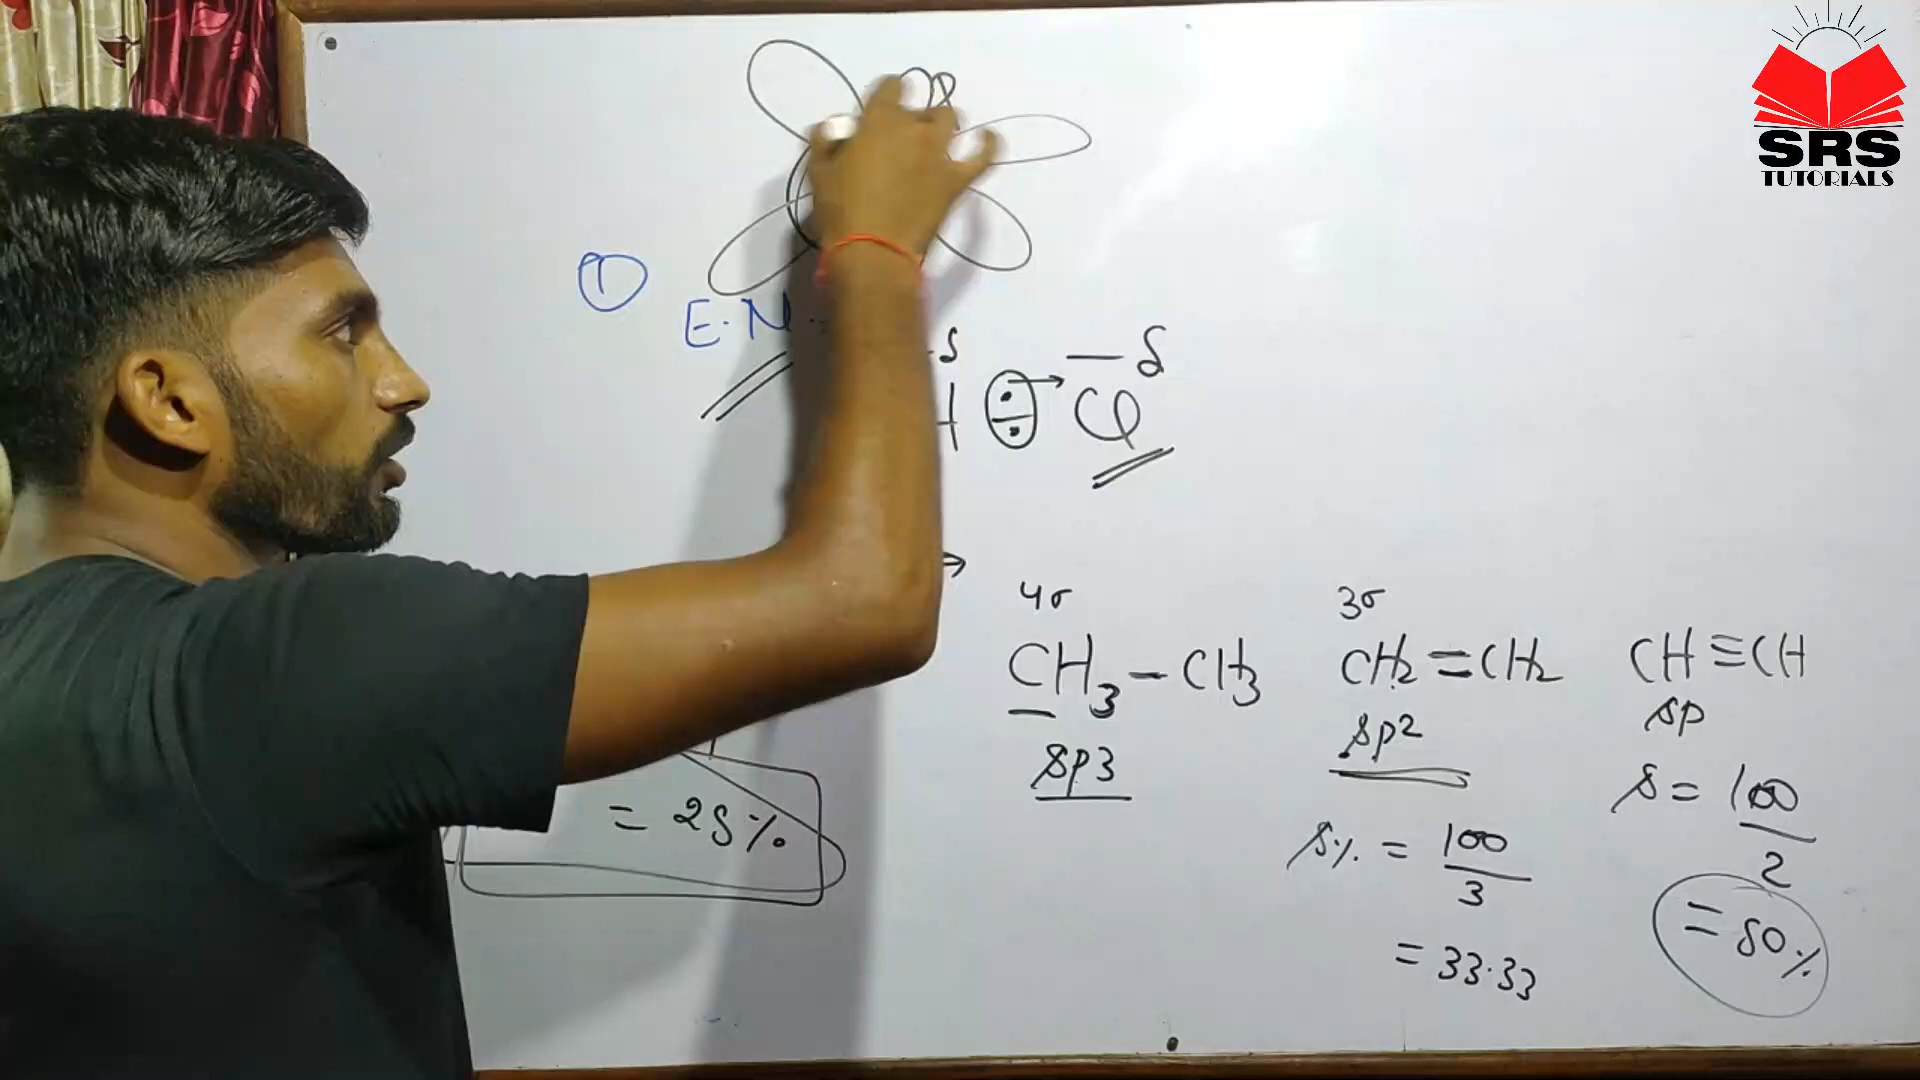 SRS
TUTORIALS
①
E.N.
δ
— δ
Cl
4σ
CH3 - CH3
sp3
= 25%
3σ
CH2 = CH2
sp2
s% = 100/3
= 33.33
CH ≡ CH
sp
s = 100/2
= 50%